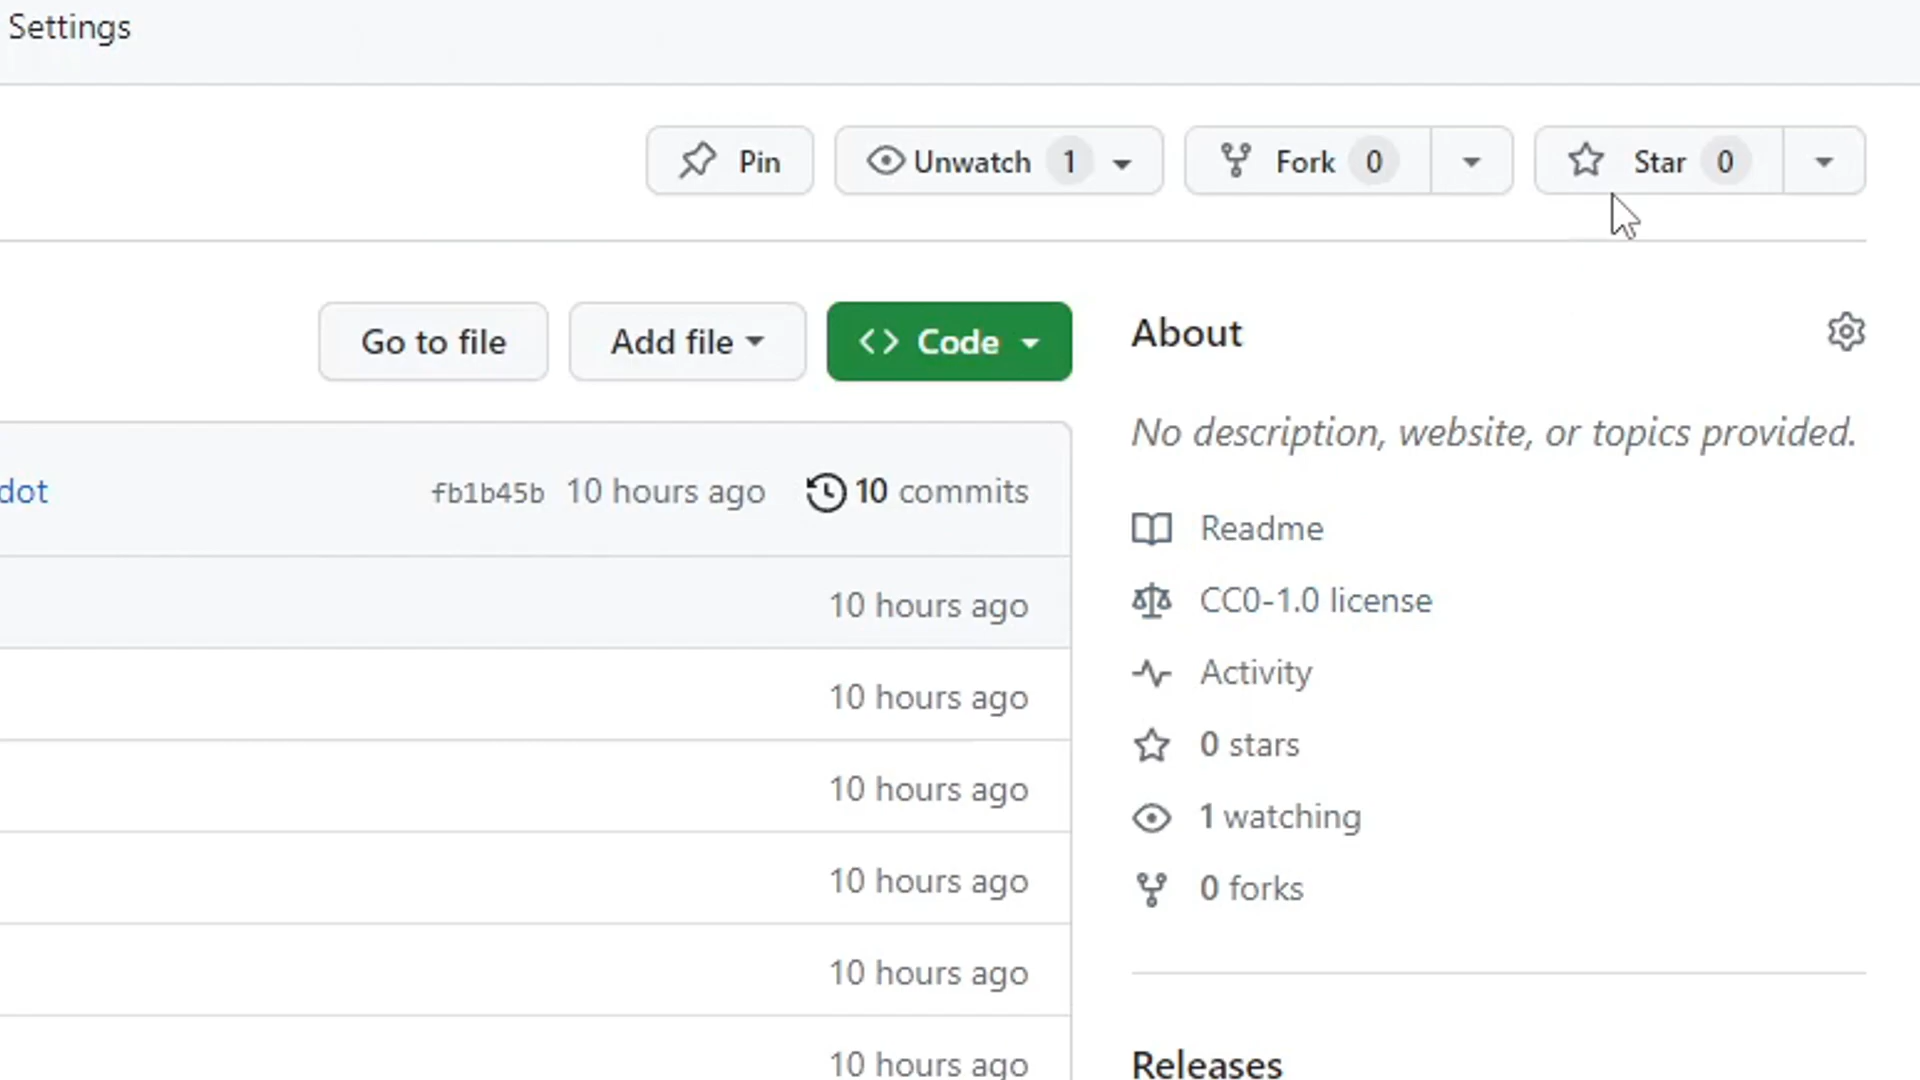 Settings
Pin
Unwatch 1
Fork 0
Star 0
Go to file
Add file
<> Code
About
No description, website, or topics provided.
dot
fb1b45b 10 hours ago 10 commits
Readme
10 hours ago
CC0-1.0 license
Activity
10 hours ago
0 stars
10 hours ago
1 watching
10 hours ago
0 forks
10 hours ago
10 hours ago
Releases